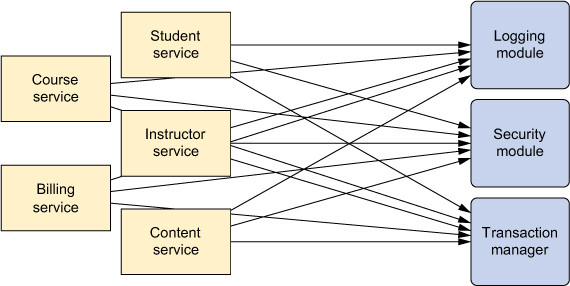 Student
service
Logging
module
Course
service
Instructor
service
Security
module
Billing
service
Content
service
Transaction
manager